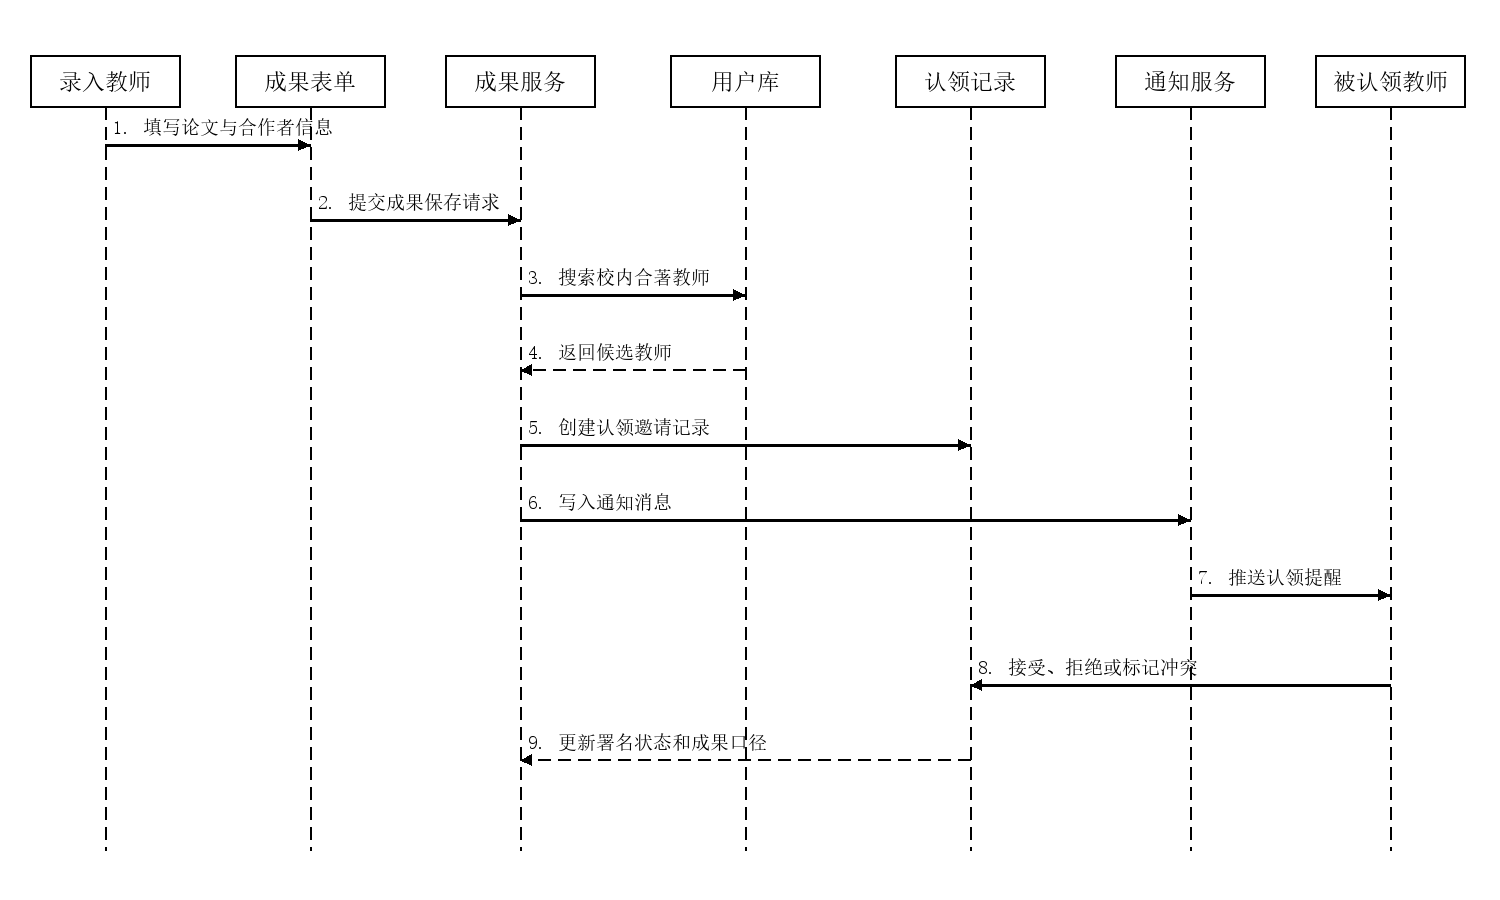 录入教师
成果表单
成果服务
用户库
认领记录
通知服务
被认领教师
1. 填写论文与合作者信息
2. 提交成果保存请求
3. 搜索校内合著教师
4. 返回候选教师
5. 创建认领邀请记录
6. 写入通知消息
7. 推送认领提醒
8. 接受、拒绝或标记冲突
9. 更新署名状态和成果口径